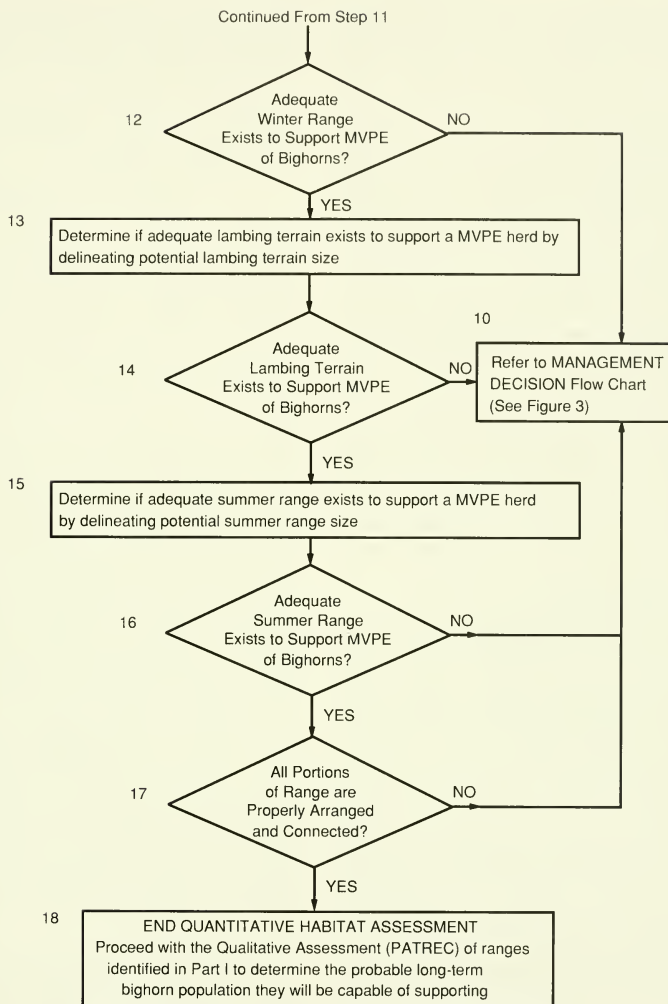 Continued From Step 11
12
Adequate
Winter Range
Exists to Support MVPE
of Bighorns?
NO
YES
13
Determine if adequate lambing terrain exists to support a MVPE herd by
delineating potential lambing terrain size
10
14
Adequate
Lambing Terrain
Exists to Support MVPE
of Bighorns?
NO
Refer to MANAGEMENT
DECISION Flow Chart
(See Figure 3)
YES
15
Determine if adequate summer range exists to support a MVPE herd
by delineating potential summer range size
16
Adequate
Summer Range
Exists to Support MVPE
of Bighorns?
NO
YES
17
All Portions
of Range are
Properly Arranged
and Connected?
NO
YES
18
END QUANTITATIVE HABITAT ASSESSMENT
Proceed with the Qualitative Assessment (PATREC) of ranges
identified in Part I to determine the probable long-term
bighorn population they will be capable of supporting